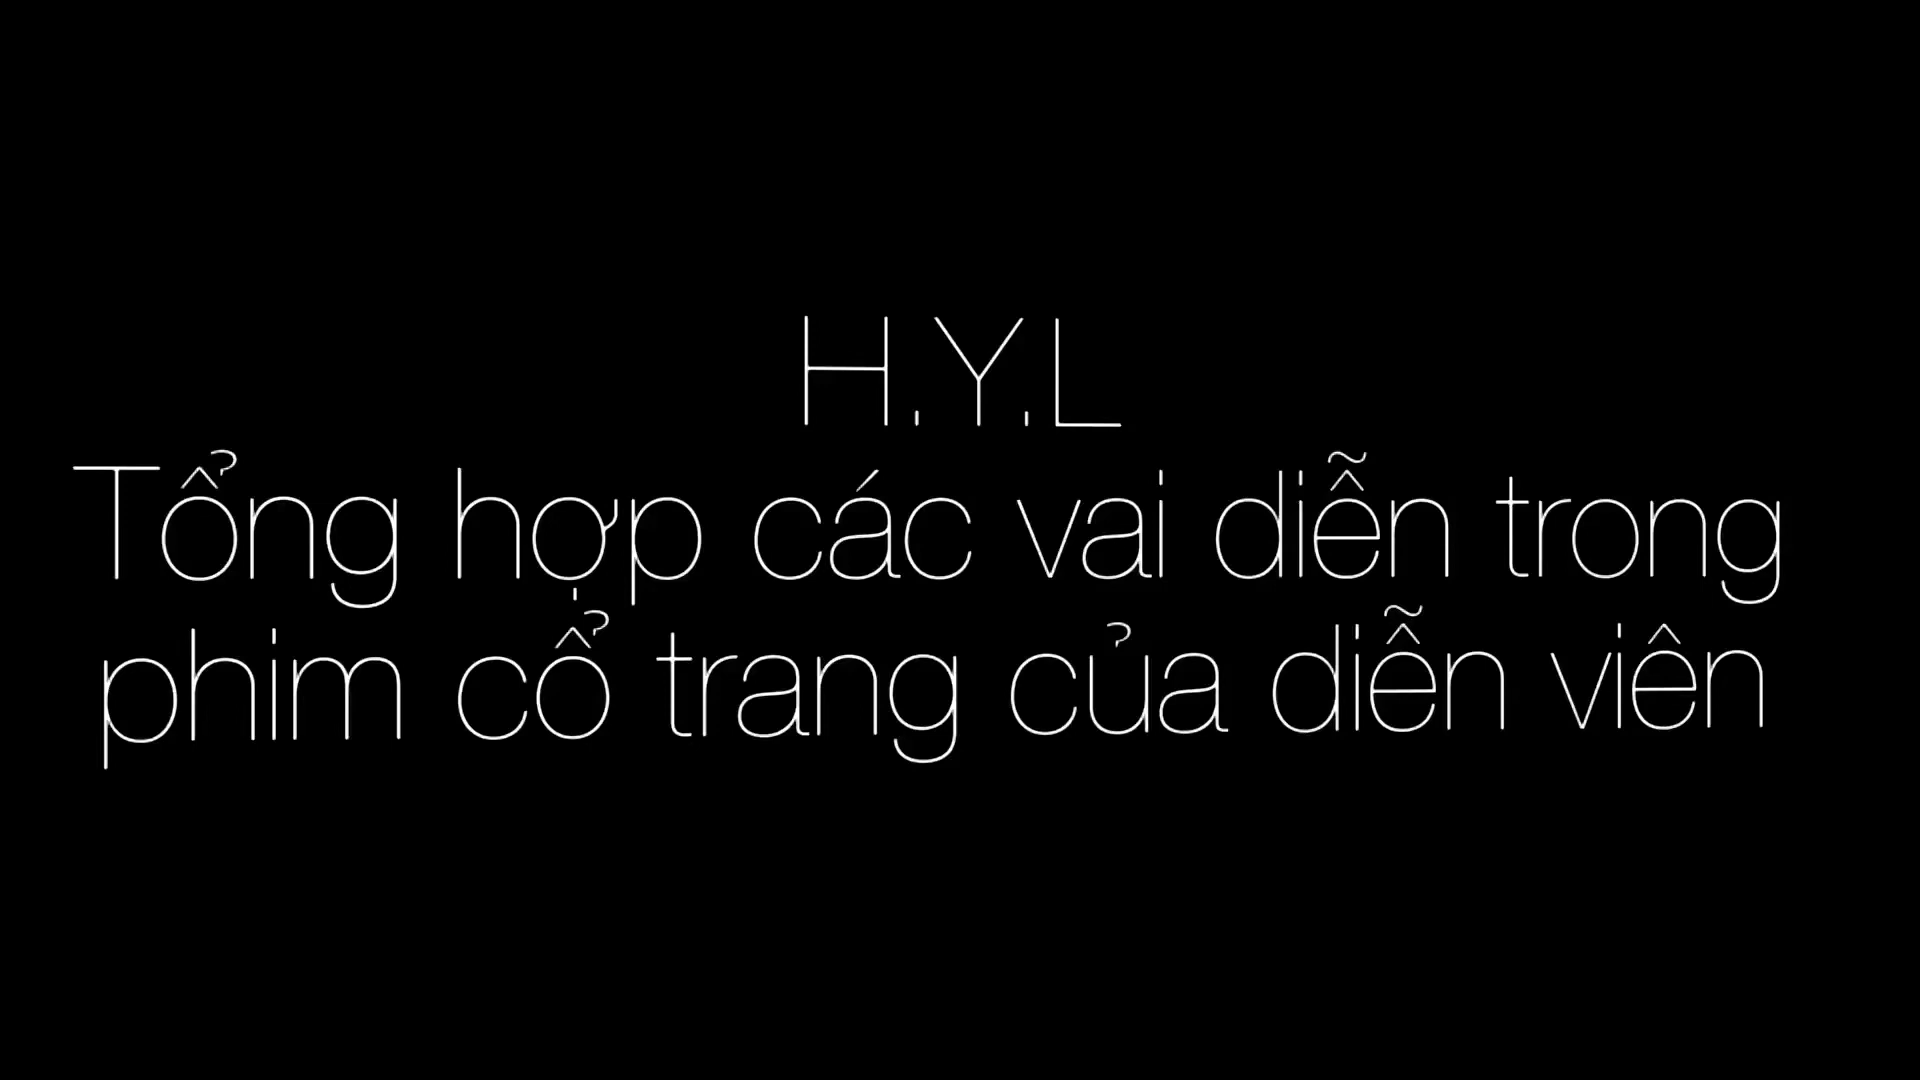 H.Y.L
Tổng hợp các vai diễn trong
phim cổ trang của diễn viên